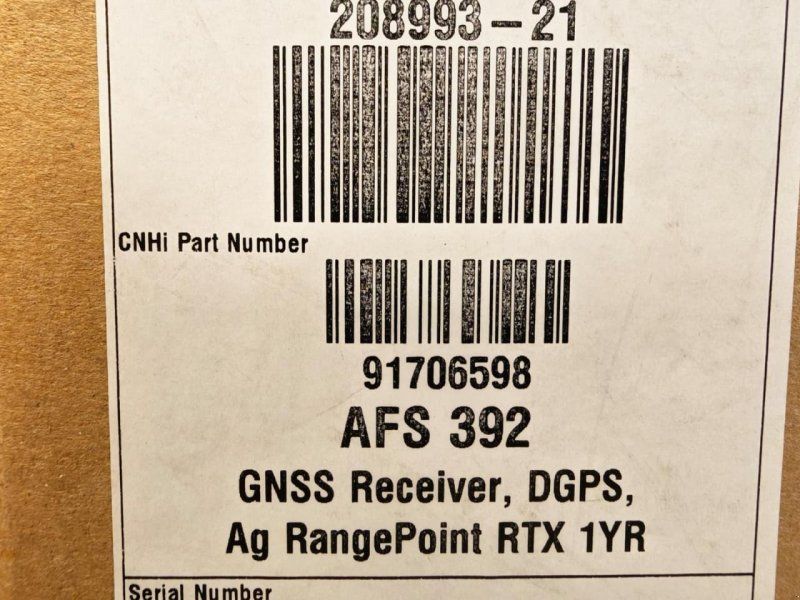 208993-21
CNHi Part Number
91706598
AFS 392
GNSS Receiver, DGPS,
Ag RangePoint RTX 1YR
Serial Number